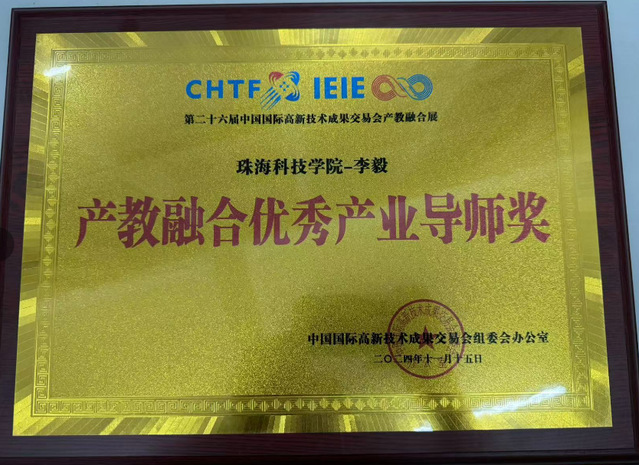 CHTF IEIE
第二十六届中国国际高新技术成果交易会产教融合展
珠海科技学院-李毅
产教融合优秀产业导师奖
中国国际高新技术成果交易会组委会办公室
二〇二四年十一月十五日